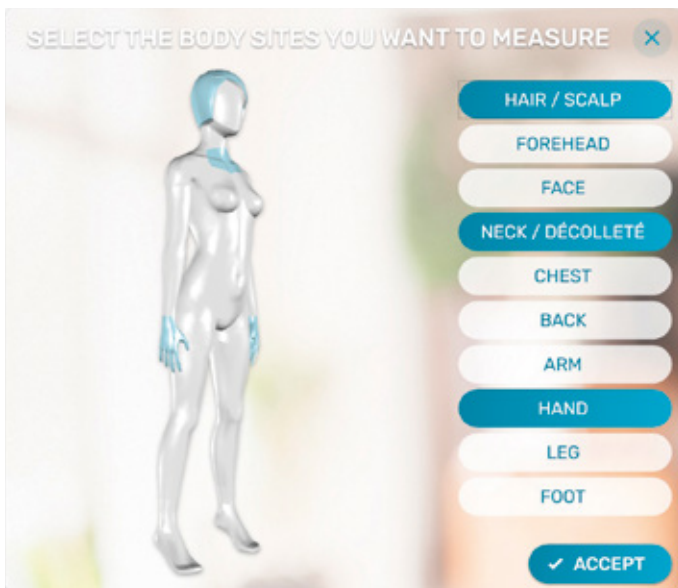 SELECT THE BODY SITES YOU WANT TO MEASURE
HAIR / SCALP
FOREHEAD
FACE
NECK / DÉCOLLETÉ
CHEST
BACK
ARM
HAND
LEG
FOOT
ACCEPT